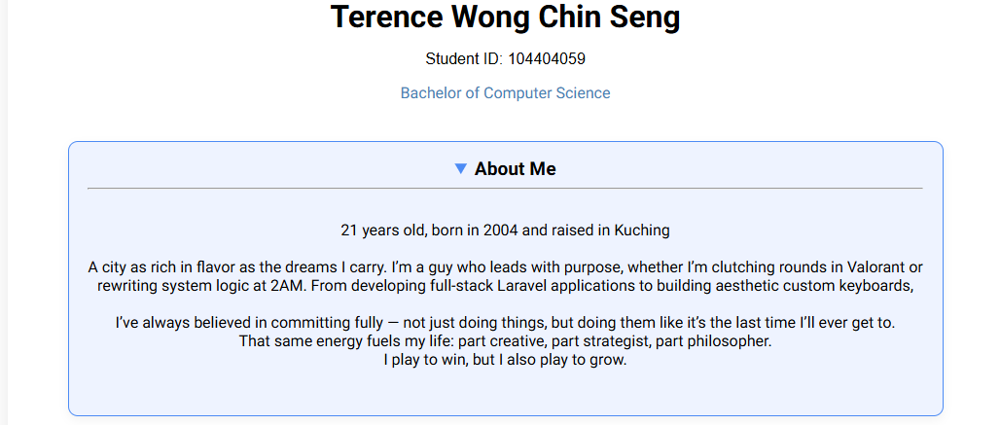 Terence Wong Chin Seng
Student ID: 104404059
Bachelor of Computer Science
▼ About Me
21 years old, born in 2004 and raised in Kuching
A city as rich in flavor as the dreams I carry. I’m a guy who leads with purpose, whether I’m clutching rounds in Valorant or
rewriting system logic at 2AM. From developing full-stack Laravel applications to building aesthetic custom keyboards,
I’ve always believed in committing fully — not just doing things, but doing them like it’s the last time I’ll ever get to.
That same energy fuels my life: part creative, part strategist, part philosopher.
I play to win, but I also play to grow.